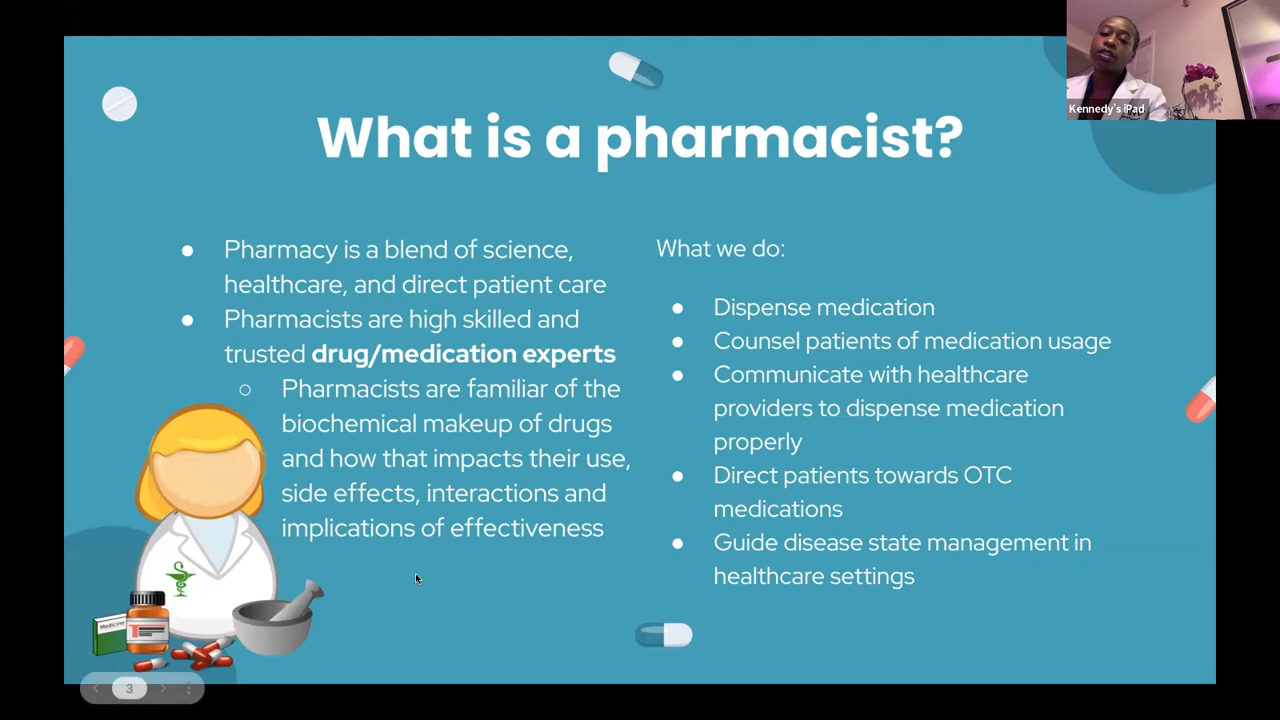 What is a pharmacist?
Pharmacy is a blend of science,
healthcare, and direct patient care
Pharmacists are high skilled and
trusted drug/medication experts
Pharmacists are familiar of the
biochemical makeup of drugs
and how that impacts their use,
side effects, interactions and
implications of effectiveness
What we do:
Dispense medication
Counsel patients of medication usage
Communicate with healthcare
providers to dispense medication
properly
Direct patients towards OTC
medications
Guide disease state management in
healthcare settings
Medicine
Kennedy's iPad
3